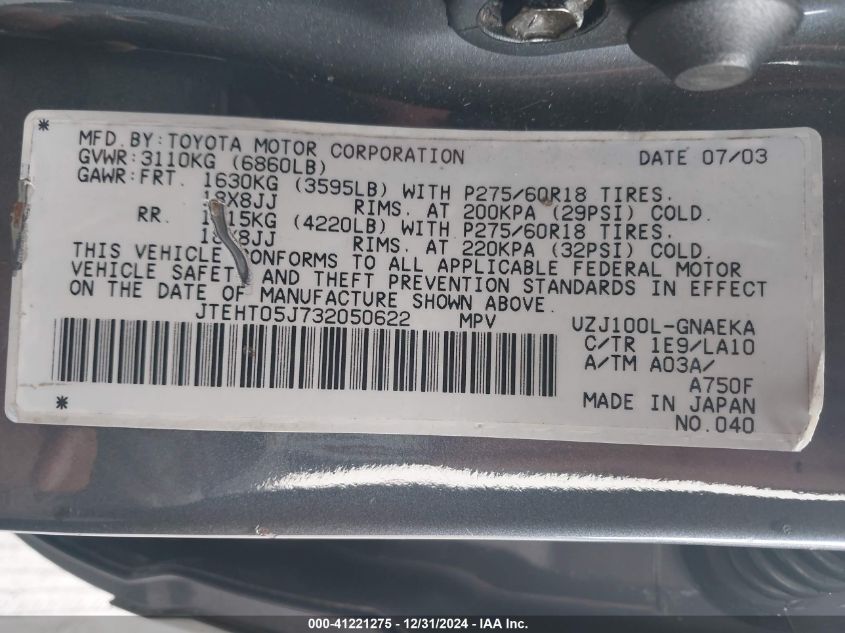 *
MFD.BY:TOYOTA MOTOR CORPORATION DATE 07/03
GVWR:3110KG (6860LB)
GAWR:FRT. 1630KG (3595LB) WITH P275/60R18 TIRES.
18X8JJ RIMS. AT 200KPA (29PSI) COLD.
RR. 1915KG (4220LB) WITH P275/60R18 TIRES.
18X8JJ RIMS. AT 220KPA (32PSI) COLD.
THIS VEHICLE CONFORMS TO ALL APPLICABLE FEDERAL MOTOR
VEHICLE SAFETY AND THEFT PREVENTION STANDARDS IN EFFECT
ON THE DATE OF MANUFACTURE SHOWN ABOVE.
JTEHT05J732050622 MPV UZJ100L-GNAEKA
C/TR 1E9/LA10
A/TM A03A/
A750F
MADE IN JAPAN
* NO.040
000-41221275 - 12/31/2024 - IAA Inc.